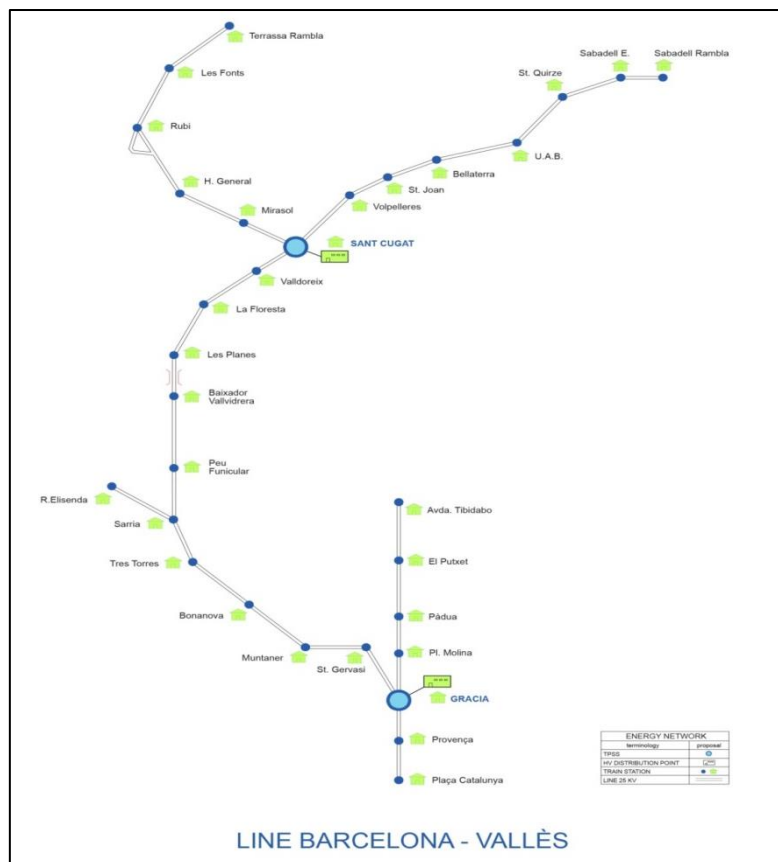 Terrassa Rambla
Les Fonts
Rubi
H. General
Mirasol
Sabadell E.
Sabadell Rambla
St. Quirze
U.A.B.
Bellaterra
St. Joan
Volpelleres
SANT CUGAT
Valldoreix
La Floresta
Les Planes
Baixador
Vallvidrera
Peu
Funicular
R.Elisenda
Sarria
Tres Torres
Bonanova
Muntaner
St. Gervasi
Avda. Tibidabo
El Putxet
Pàdua
Pl. Molina
GRACIA
Provença
Plaça Catalunya
ENERGY NETWORK
terminology proposal
TPSS
HV DISTRIBUTION POINT
TRAIN STATION
LINE 25 KV
LINE BARCELONA - VALLÈS